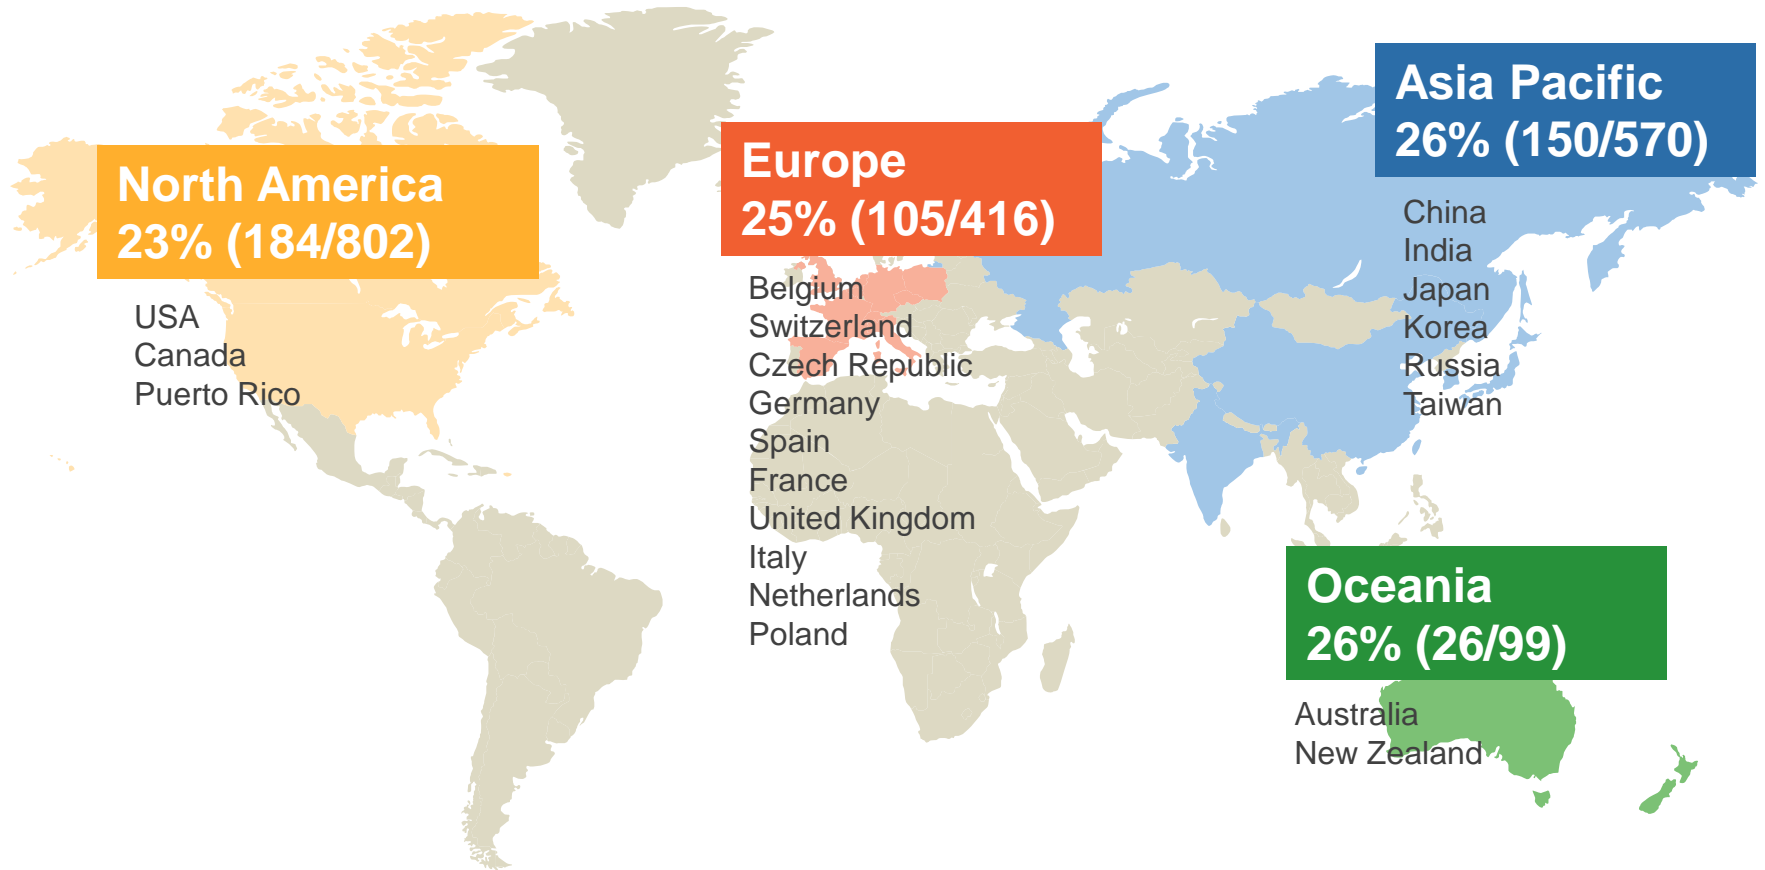 North America
23% (184/802)
USA
Canada
Puerto Rico
Europe
25% (105/416)
Belgium
Switzerland
Czech Republic
Germany
Spain
France
United Kingdom
Italy
Netherlands
Poland
Asia Pacific
26% (150/570)
China
India
Japan
Korea
Russia
Taiwan
Oceania
26% (26/99)
Australia
New Zealand